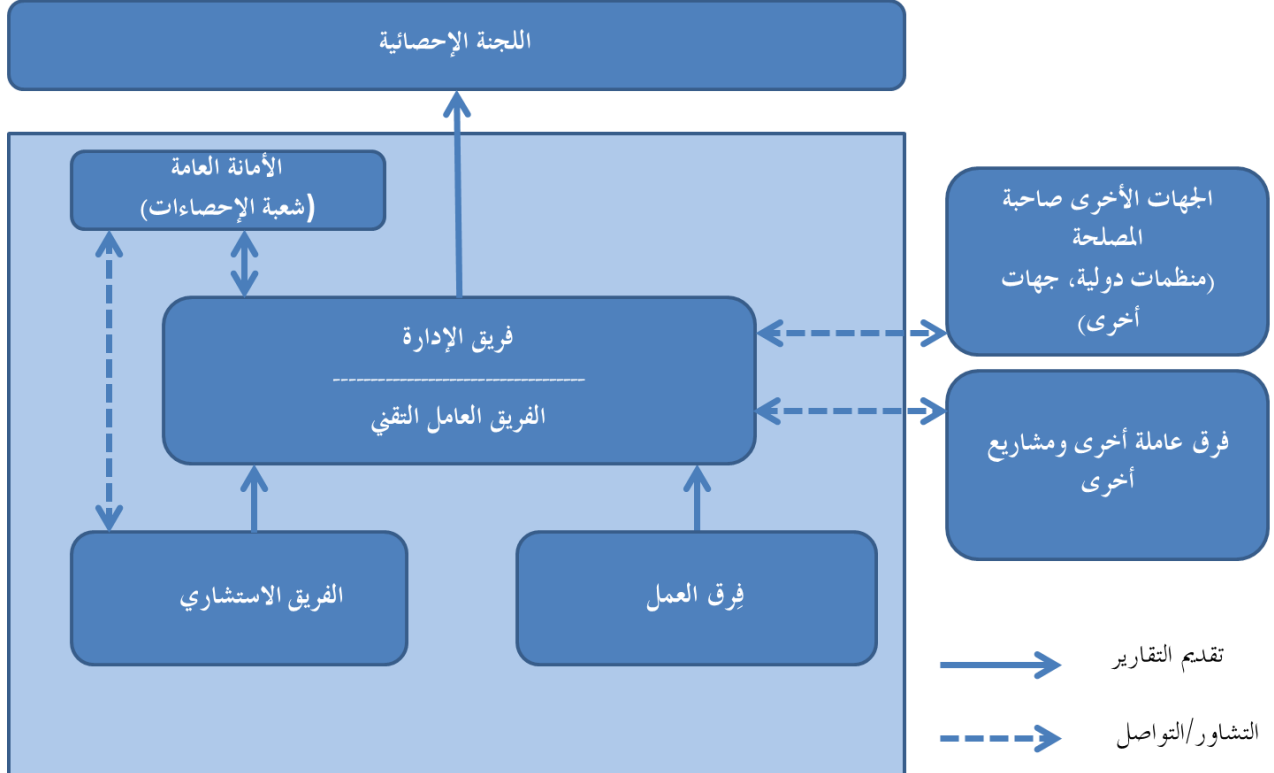 اللجنة الإحصائية
الأمانة العامة
(شعبة الإحصاءات)
الجهات الأخرى صاحبة
المصلحة
(منظمات دولية، جهات
أخرى)
فريق الإدارة
----------------------------------
الفريق العامل التقني
فرق عاملة أخرى ومشاريع
أخرى
الفريق الاستشاري
فِرق العمل
تقديم التقارير
التشاور/التواصل